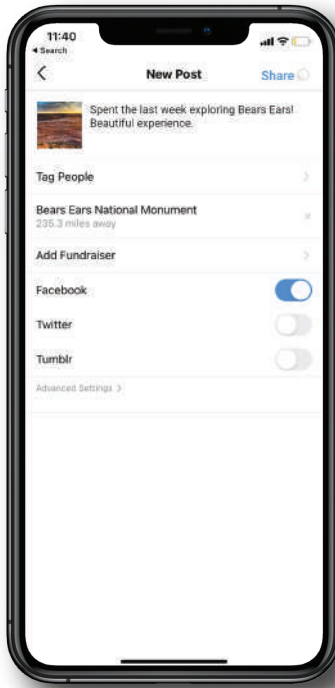 11:40
Search
New Post
Share
Spent the last week exploring Bears Ears!
Beautiful experience.
Tag People
Bears Ears National Monument
235.3 miles away
Add Fundraiser
Facebook
Twitter
Tumblr
Advanced Settings